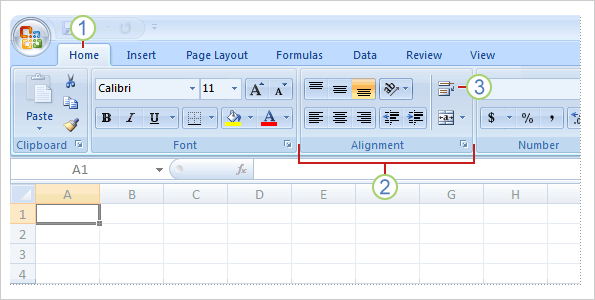 1
Home Insert Page Layout Formulas Data Review View
Calibri 11 A A
3
Paste B I U A a $ % ,
Clipboard Font Alignment Number
A1 fx
2
A B C D E F G H
1
2
3
4